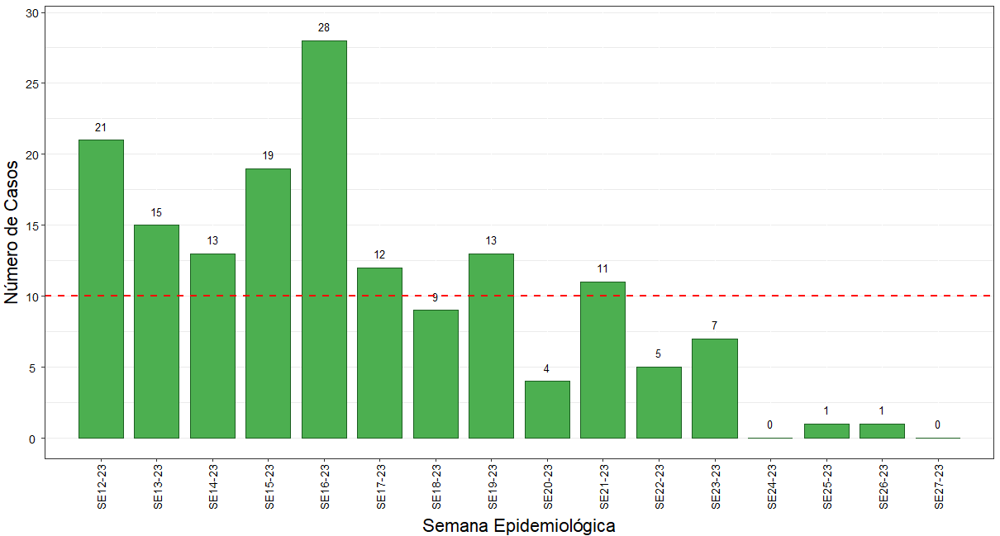 Número de Casos
30
25
20
15
10
5
0
21
15
13
19
28
12
9
13
4
11
5
7
0
1
1
0
SE12-23
SE13-23
SE14-23
SE15-23
SE16-23
SE17-23
SE18-23
SE19-23
SE20-23
SE21-23
SE22-23
SE23-23
SE24-23
SE25-23
SE26-23
SE27-23
Semana Epidemiológica